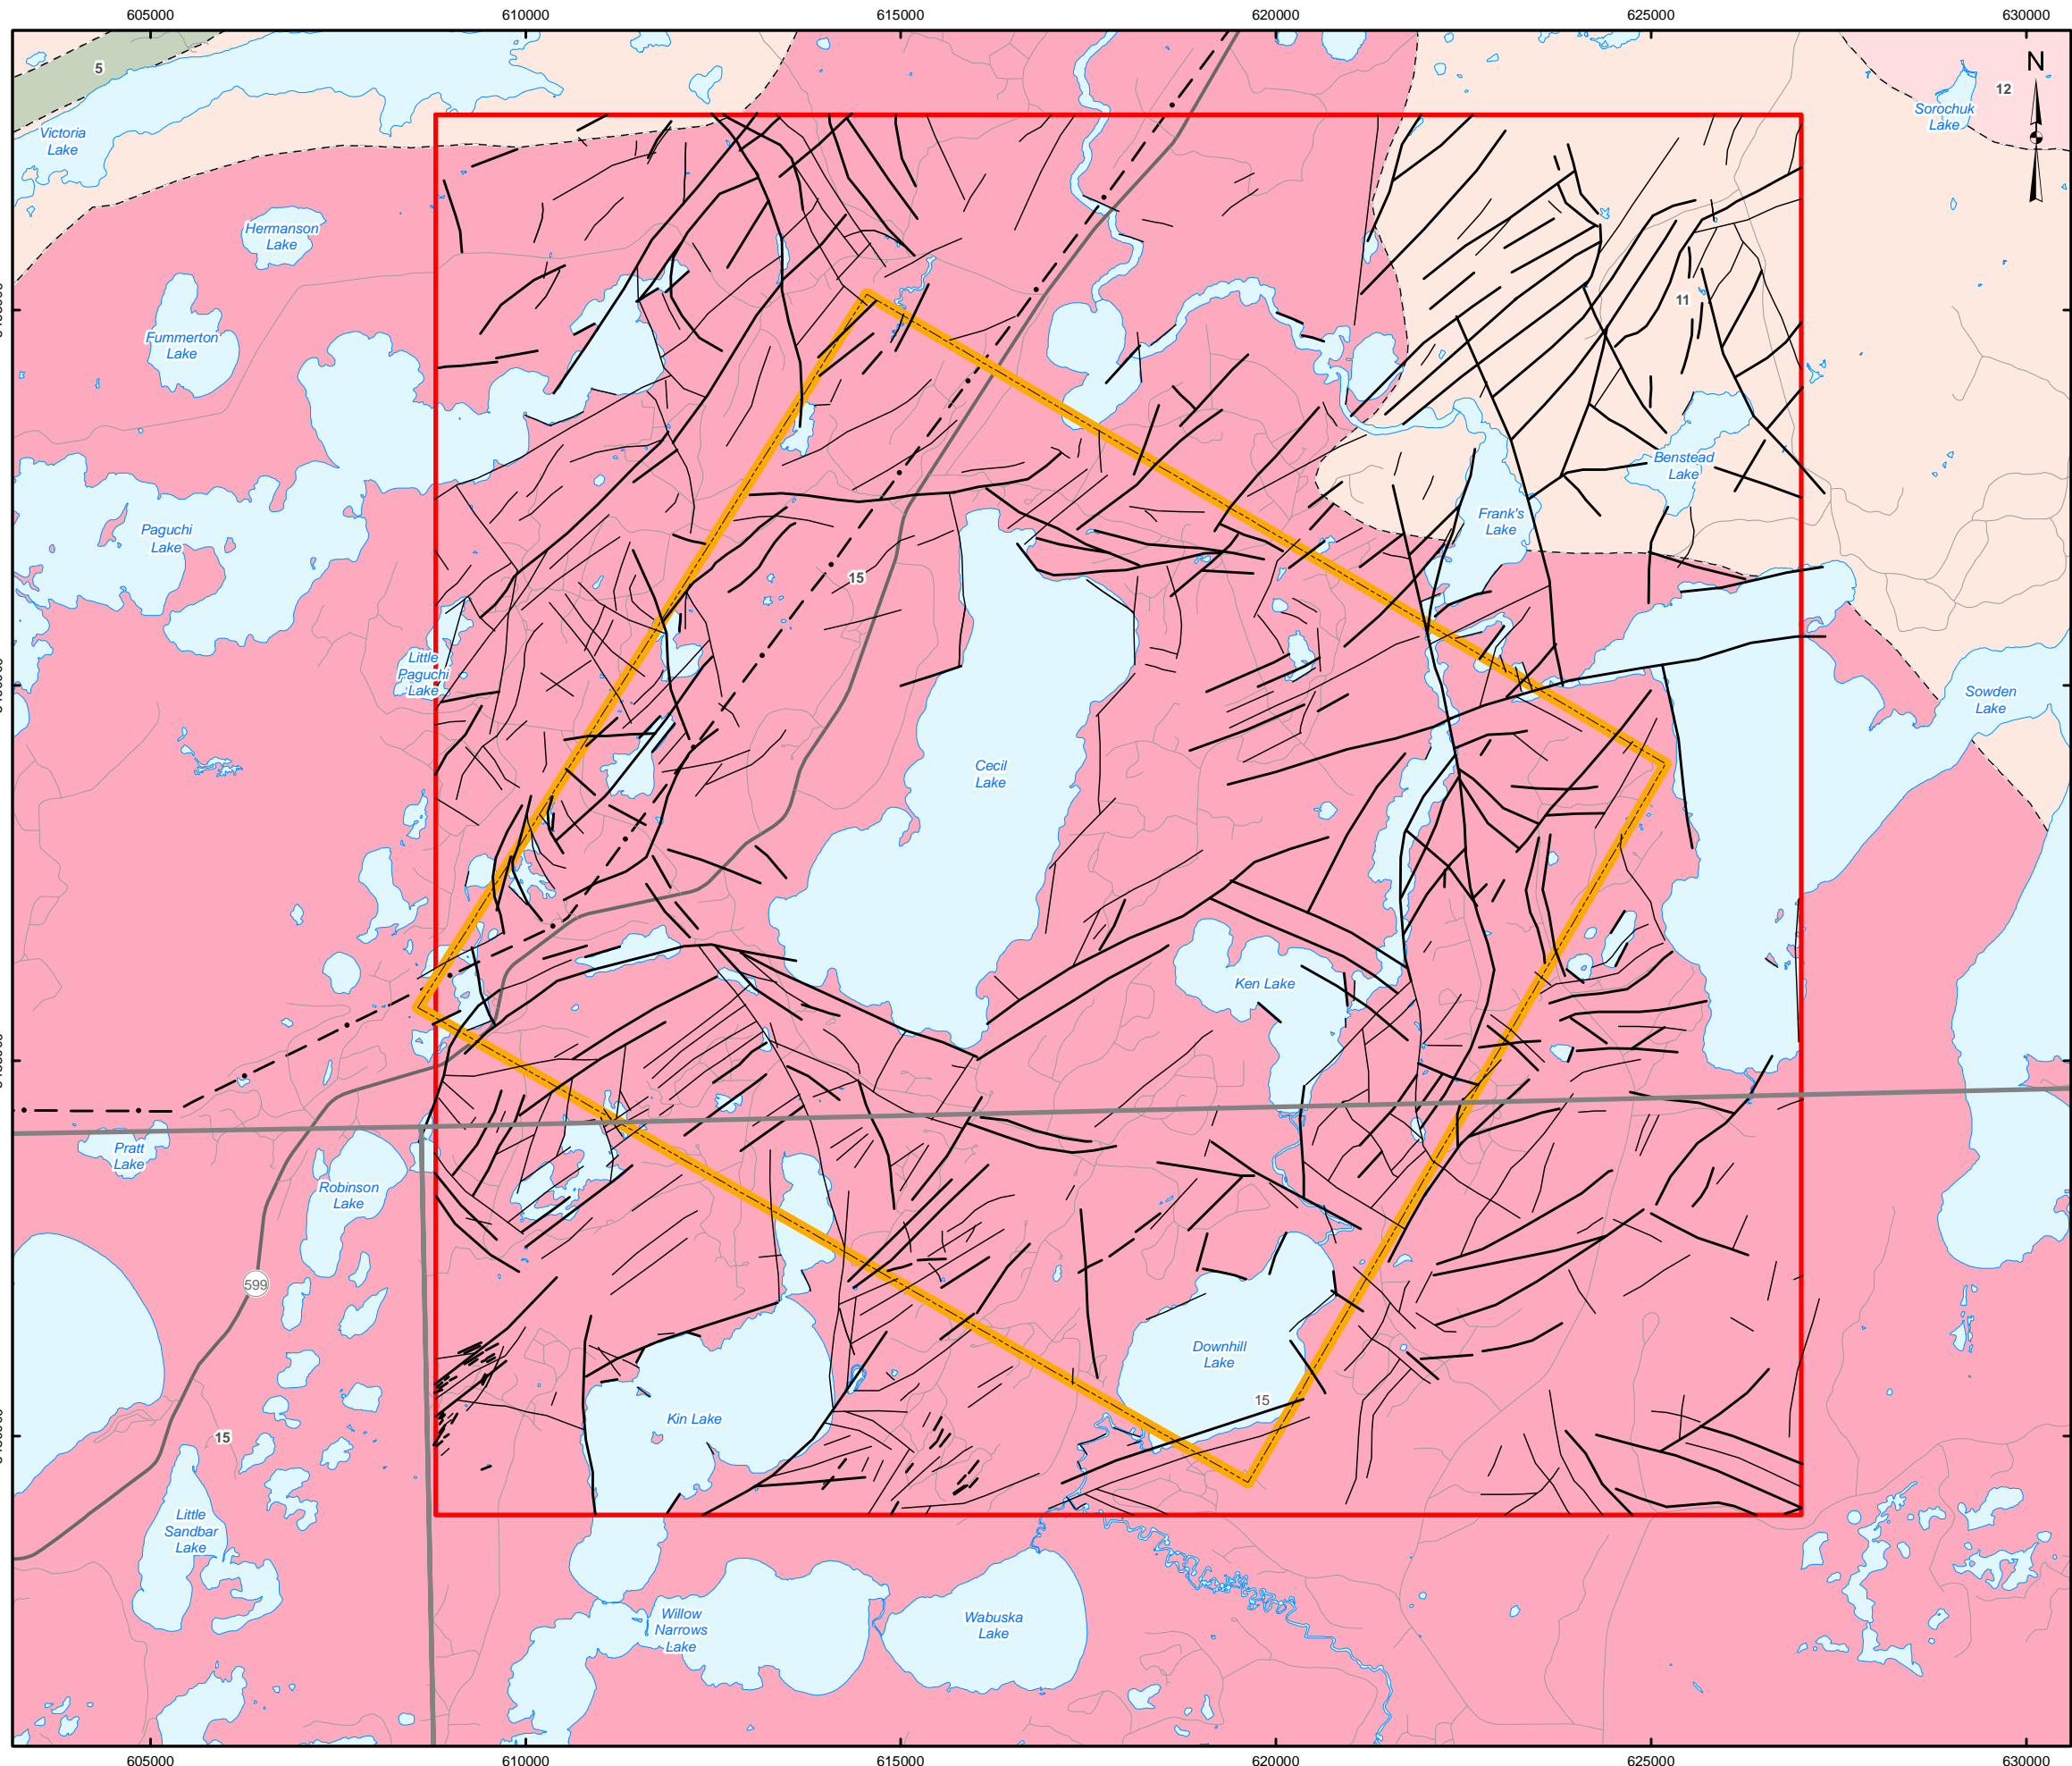 605000
610000
615000
620000
625000
630000
N
5
12
Victoria
Lake
Sorochuk
Lake
Hermanson
Lake
11
Fummerton
Lake
Benstead
Lake
Paguchi
Lake
Frank's
Lake
15
Little
Paguchi
Lake
Sowden
Lake
Cecil
Lake
Ken Lake
Pratt
Lake
Robinson
Lake
599
Downhill
Lake
15
Kin Lake
15
Little
Sandbar
Lake
Willow
Narrows
Lake
Wabuska
Lake
605000
610000
615000
620000
625000
630000